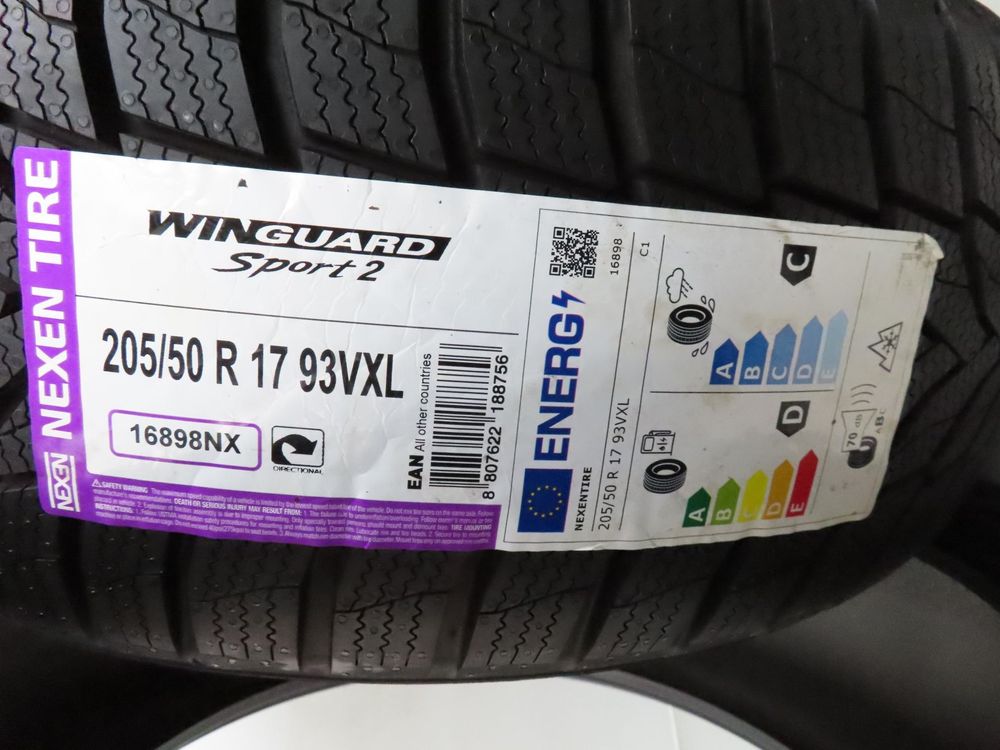 NEXEN TIRE
NEXEN
WINGUARD
Sport 2
205/50 R 17 93VXL
16898NX
DIRECTIONAL
EAN All other countries
8 807622 188756
SAFETY WARNING
DEATH OR SERIOUS INJURY MAY RESULT FROM:
TIRE MOUNTING
INSTRUCTIONS:
ENERG
NEXENTIRE
205/50 R 17 93VXL
16898
C1
C
A
B
C
D
E
D
A
B
C
D
E
70 dB
A B C